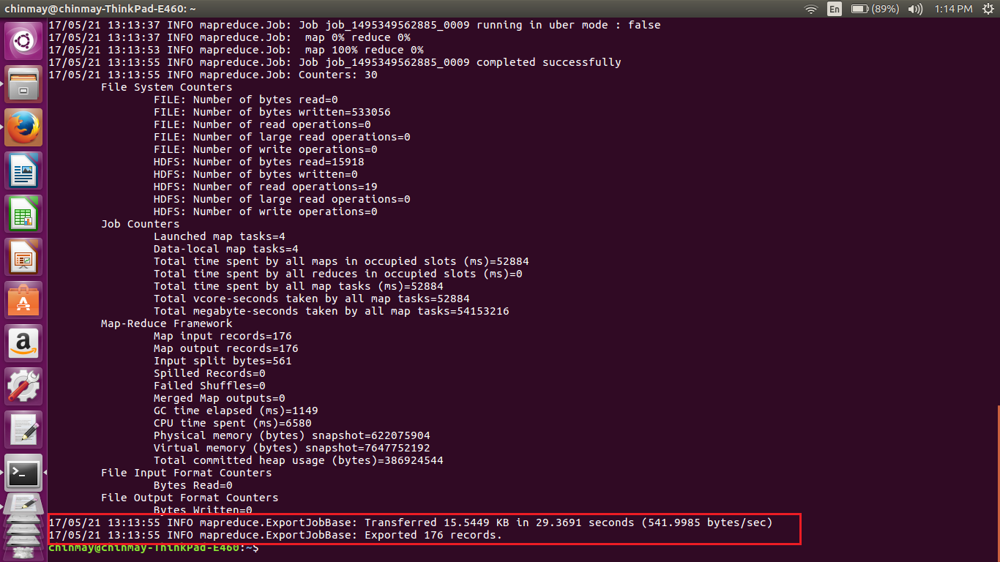 chinmay@chinmay-ThinkPad-E460: ~
En (89%) 1:14 PM
17/05/21 13:13:37 INFO mapreduce.Job: Job job_1495349562885_0009 running in uber mode : false
17/05/21 13:13:37 INFO mapreduce.Job:  map 0% reduce 0%
17/05/21 13:13:53 INFO mapreduce.Job:  map 100% reduce 0%
17/05/21 13:13:55 INFO mapreduce.Job: Job job_1495349562885_0009 completed successfully
17/05/21 13:13:55 INFO mapreduce.Job: Counters: 30
File System Counters
FILE: Number of bytes read=0
FILE: Number of bytes written=533056
FILE: Number of read operations=0
FILE: Number of large read operations=0
FILE: Number of write operations=0
HDFS: Number of bytes read=15918
HDFS: Number of bytes written=0
HDFS: Number of read operations=19
HDFS: Number of large read operations=0
HDFS: Number of write operations=0
Job Counters
Launched map tasks=4
Data-local map tasks=4
Total time spent by all maps in occupied slots (ms)=52884
Total time spent by all reduces in occupied slots (ms)=0
Total time spent by all map tasks (ms)=52884
Total vcore-seconds taken by all map tasks=52884
Total megabyte-seconds taken by all map tasks=54153216
Map-Reduce Framework
Map input records=176
Map output records=176
Input split bytes=561
Spilled Records=0
Failed Shuffles=0
Merged Map outputs=0
GC time elapsed (ms)=1149
CPU time spent (ms)=6580
Physical memory (bytes) snapshot=622075904
Virtual memory (bytes) snapshot=7647752192
Total committed heap usage (bytes)=386924544
File Input Format Counters
Bytes Read=0
File Output Format Counters
Bytes Written=0
17/05/21 13:13:55 INFO mapreduce.ExportJobBase: Transferred 15.5449 KB in 29.3691 seconds (541.9985 bytes/sec)
17/05/21 13:13:55 INFO mapreduce.ExportJobBase: Exported 176 records.
chinmay@chinmay-ThinkPad-E460:~$